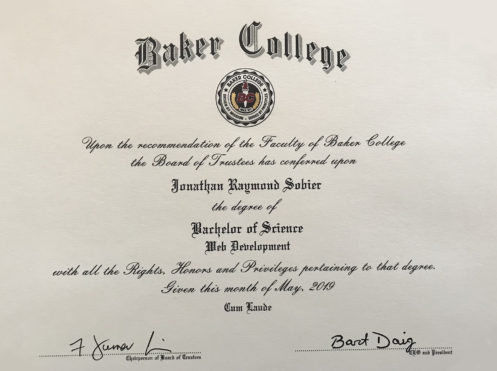 Baker College
BAKER COLLEGE
Upon the recommendation of the Faculty of Baker College
the Board of Trustees has conferred upon
Jonathan Raymond Sobier
the degree of
Bachelor of Science
Web Development
with all the Rights, Honors and Privileges pertaining to that degree.
Given this month of May, 2019
Cum Laude
Bart Daig
Chairperson of Board of Trustees
CEO and President